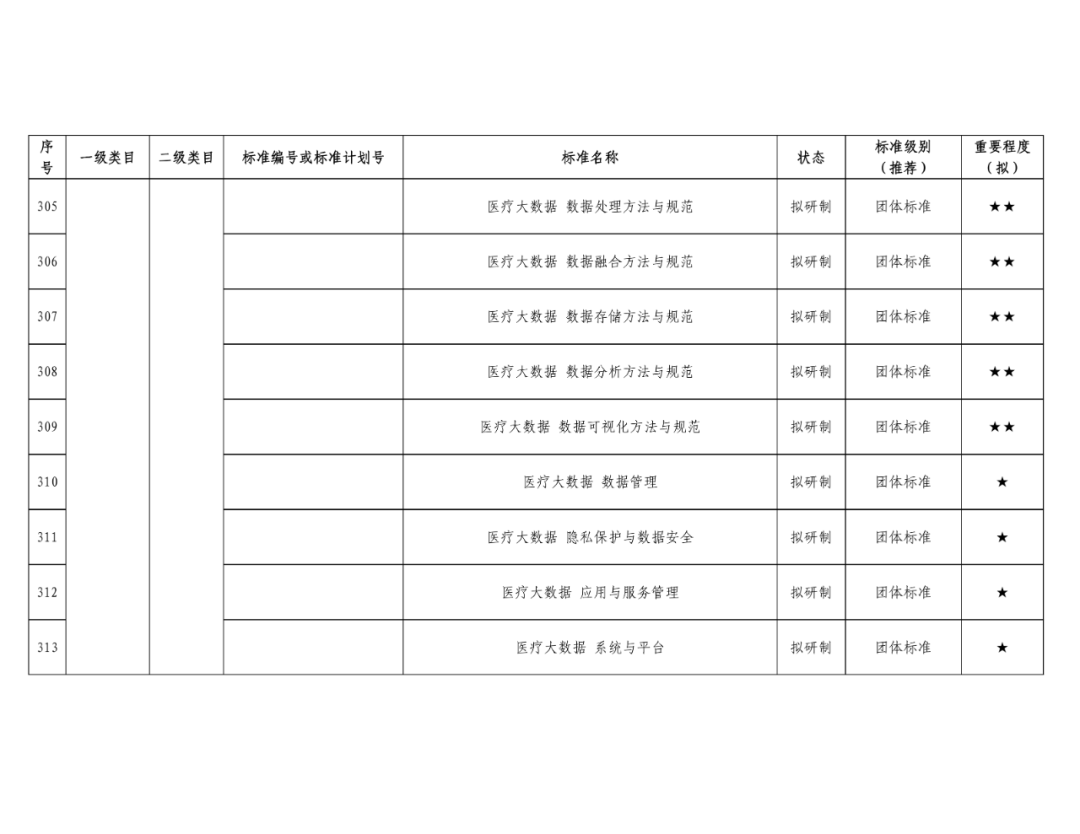 序号 一级类目 二级类目 标准编号或标准计划号 标准名称 状态 标准级别（推荐） 重要程度（拟）
305 医疗大数据 数据处理方法与规范 拟研制 团体标准 ★★
306 医疗大数据 数据融合方法与规范 拟研制 团体标准 ★★
307 医疗大数据 数据存储方法与规范 拟研制 团体标准 ★★
308 医疗大数据 数据分析方法与规范 拟研制 团体标准 ★★
309 医疗大数据 数据可视化方法与规范 拟研制 团体标准 ★★
310 医疗大数据 数据管理 拟研制 团体标准 ★
311 医疗大数据 隐私保护与数据安全 拟研制 团体标准 ★
312 医疗大数据 应用与服务管理 拟研制 团体标准 ★
313 医疗大数据 系统与平台 拟研制 团体标准 ★